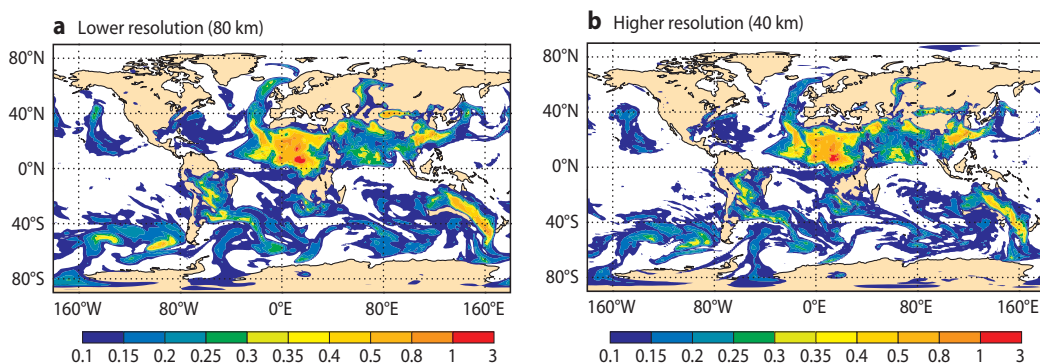 a Lower resolution (80 km)
80°N
40°N
0°N
40°S
80°S
160°W 80°W 0°E 80°E 160°E
0.1 0.15 0.2 0.25 0.3 0.35 0.4 0.5 0.8 1 3
b Higher resolution (40 km)
80°N
40°N
0°N
40°S
80°S
160°W 80°W 0°E 80°E 160°E
0.1 0.15 0.2 0.25 0.3 0.35 0.4 0.5 0.8 1 3